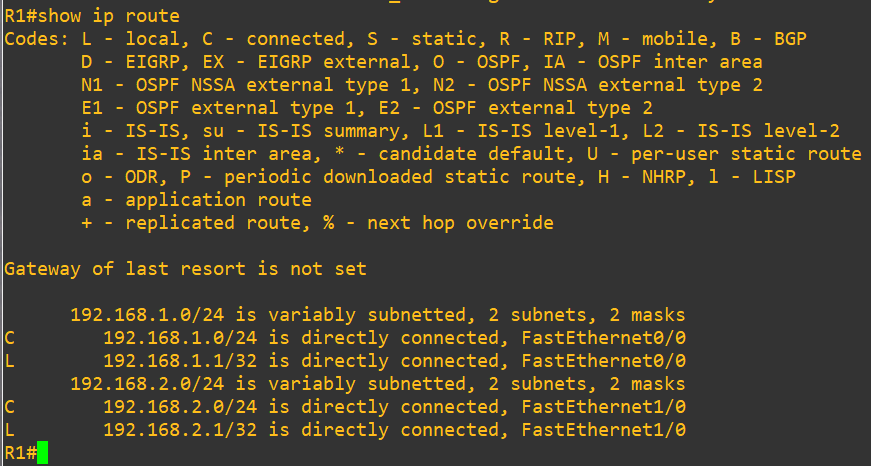 R1#show ip route
Codes: L - local, C - connected, S - static, R - RIP, M - mobile, B - BGP
       D - EIGRP, EX - EIGRP external, O - OSPF, IA - OSPF inter area
       N1 - OSPF NSSA external type 1, N2 - OSPF NSSA external type 2
       E1 - OSPF external type 1, E2 - OSPF external type 2
       i - IS-IS, su - IS-IS summary, L1 - IS-IS level-1, L2 - IS-IS level-2
       ia - IS-IS inter area, * - candidate default, U - per-user static route
       o - ODR, P - periodic downloaded static route, H - NHRP, l - LISP
       a - application route
       + - replicated route, % - next hop override
Gateway of last resort is not set
      192.168.1.0/24 is variably subnetted, 2 subnets, 2 masks
C        192.168.1.0/24 is directly connected, FastEthernet0/0
L        192.168.1.1/32 is directly connected, FastEthernet0/0
      192.168.2.0/24 is variably subnetted, 2 subnets, 2 masks
C        192.168.2.0/24 is directly connected, FastEthernet1/0
L        192.168.2.1/32 is directly connected, FastEthernet1/0
R1#